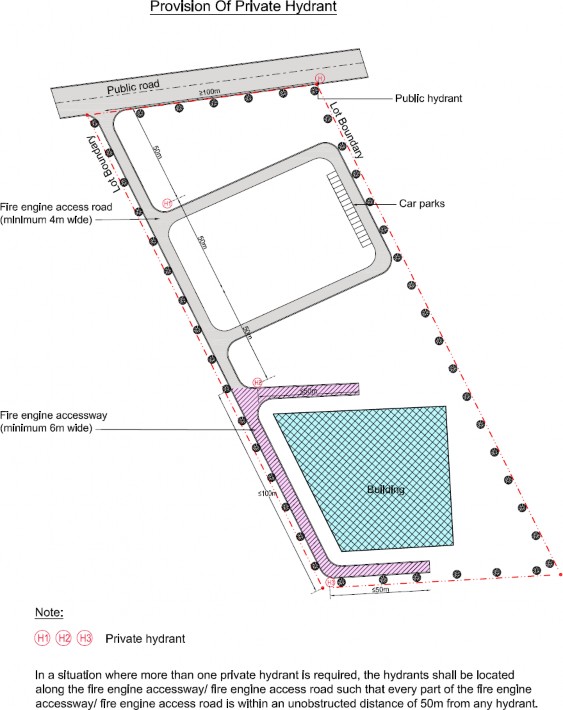 Provision Of Private Hydrant
Public road
≥100m
H
Public hydrant
Lot Boundary
Lot Boundary
50m
H1
Fire engine access road
(minimum 4m wide)
Car parks
50m
50m
H2
≤50m
Fire engine accessway
(minimum 6m wide)
Building
≤100m
H3
≤50m
Note:
H1 H2 H3 Private hydrant
In a situation where more than one private hydrant is required, the hydrants shall be located
along the fire engine accessway/ fire engine access road such that every part of the fire engine
accessway/ fire engine access road is within an unobstructed distance of 50m from any hydrant.